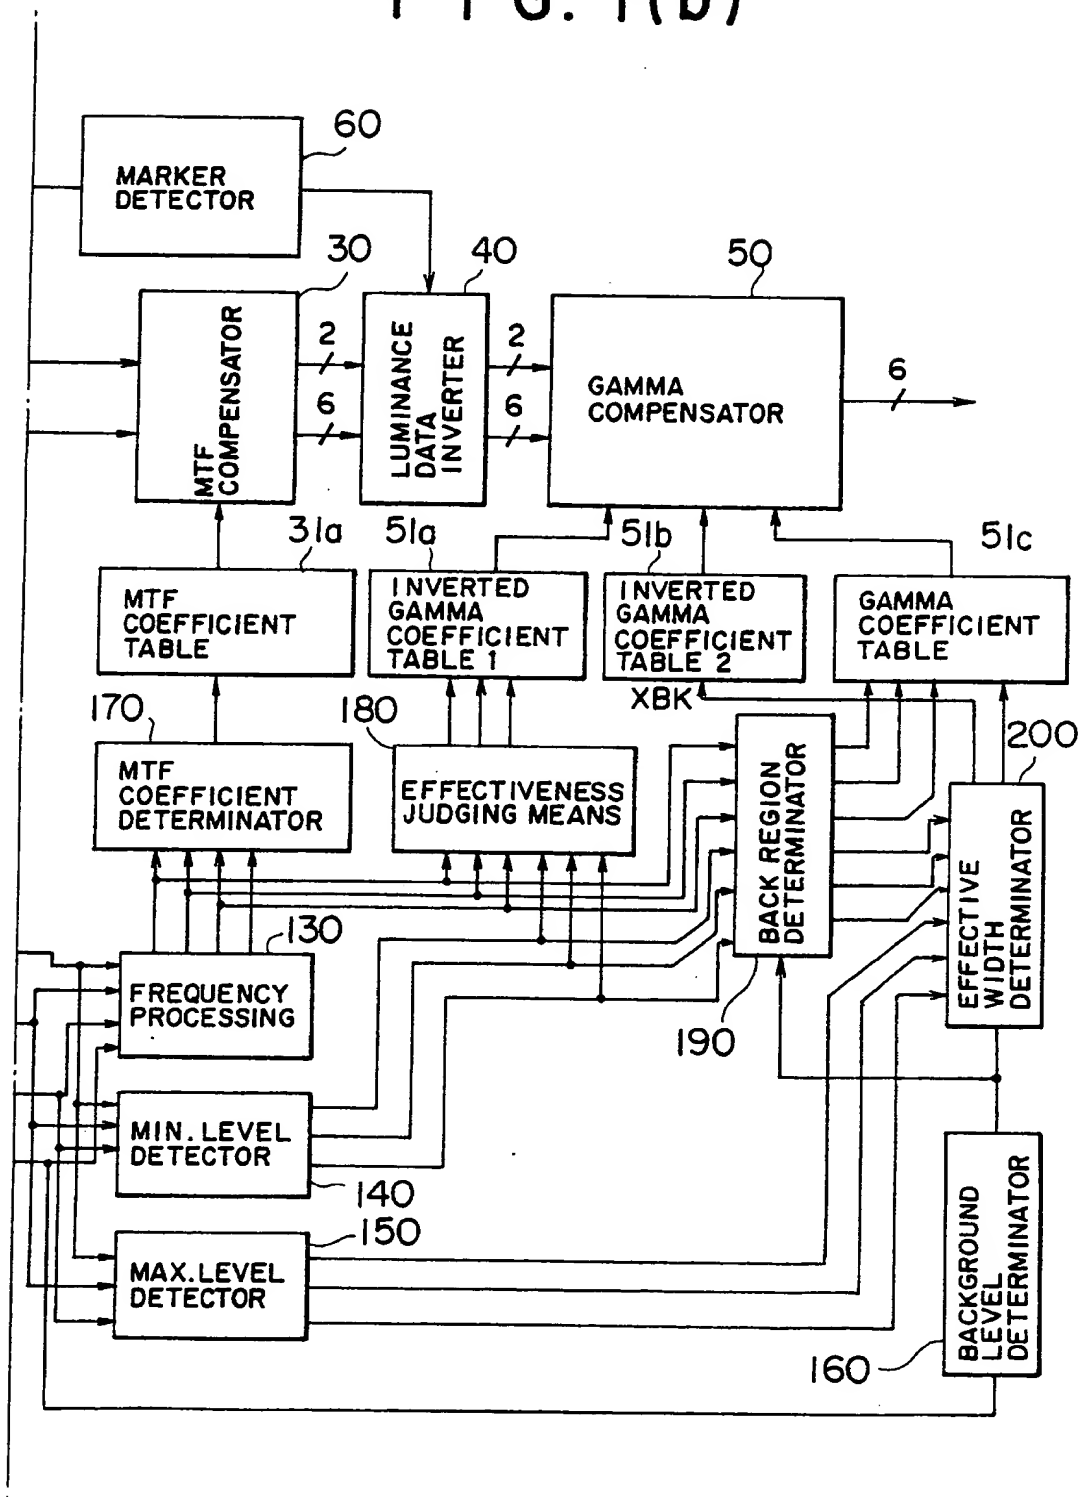 FIG. 1(b)
60
MARKER
DETECTOR
30
40
50
MTF
COMPENSATOR
2
6
LUMINANCE
DATA
INVERTER
2
6
GAMMA
COMPENSATOR
6
31a
51a
51b
51c
MTF
COEFFICIENT
TABLE
INVERTED
GAMMA
COEFFICIENT
TABLE 1
INVERTED
GAMMA
COEFFICIENT
TABLE 2
GAMMA
COEFFICIENT
TABLE
XBK
170
180
200
MTF
COEFFICIENT
DETERMINATOR
EFFECTIVENESS
JUDGING MEANS
BACK REGION
DETERMINATOR
190
EFFECTIVE
WIDTH
DETERMINATOR
130
FREQUENCY
PROCESSING
MIN. LEVEL
DETECTOR
140
150
MAX. LEVEL
DETECTOR
BACKGROUND
LEVEL
DETERMINATOR
160